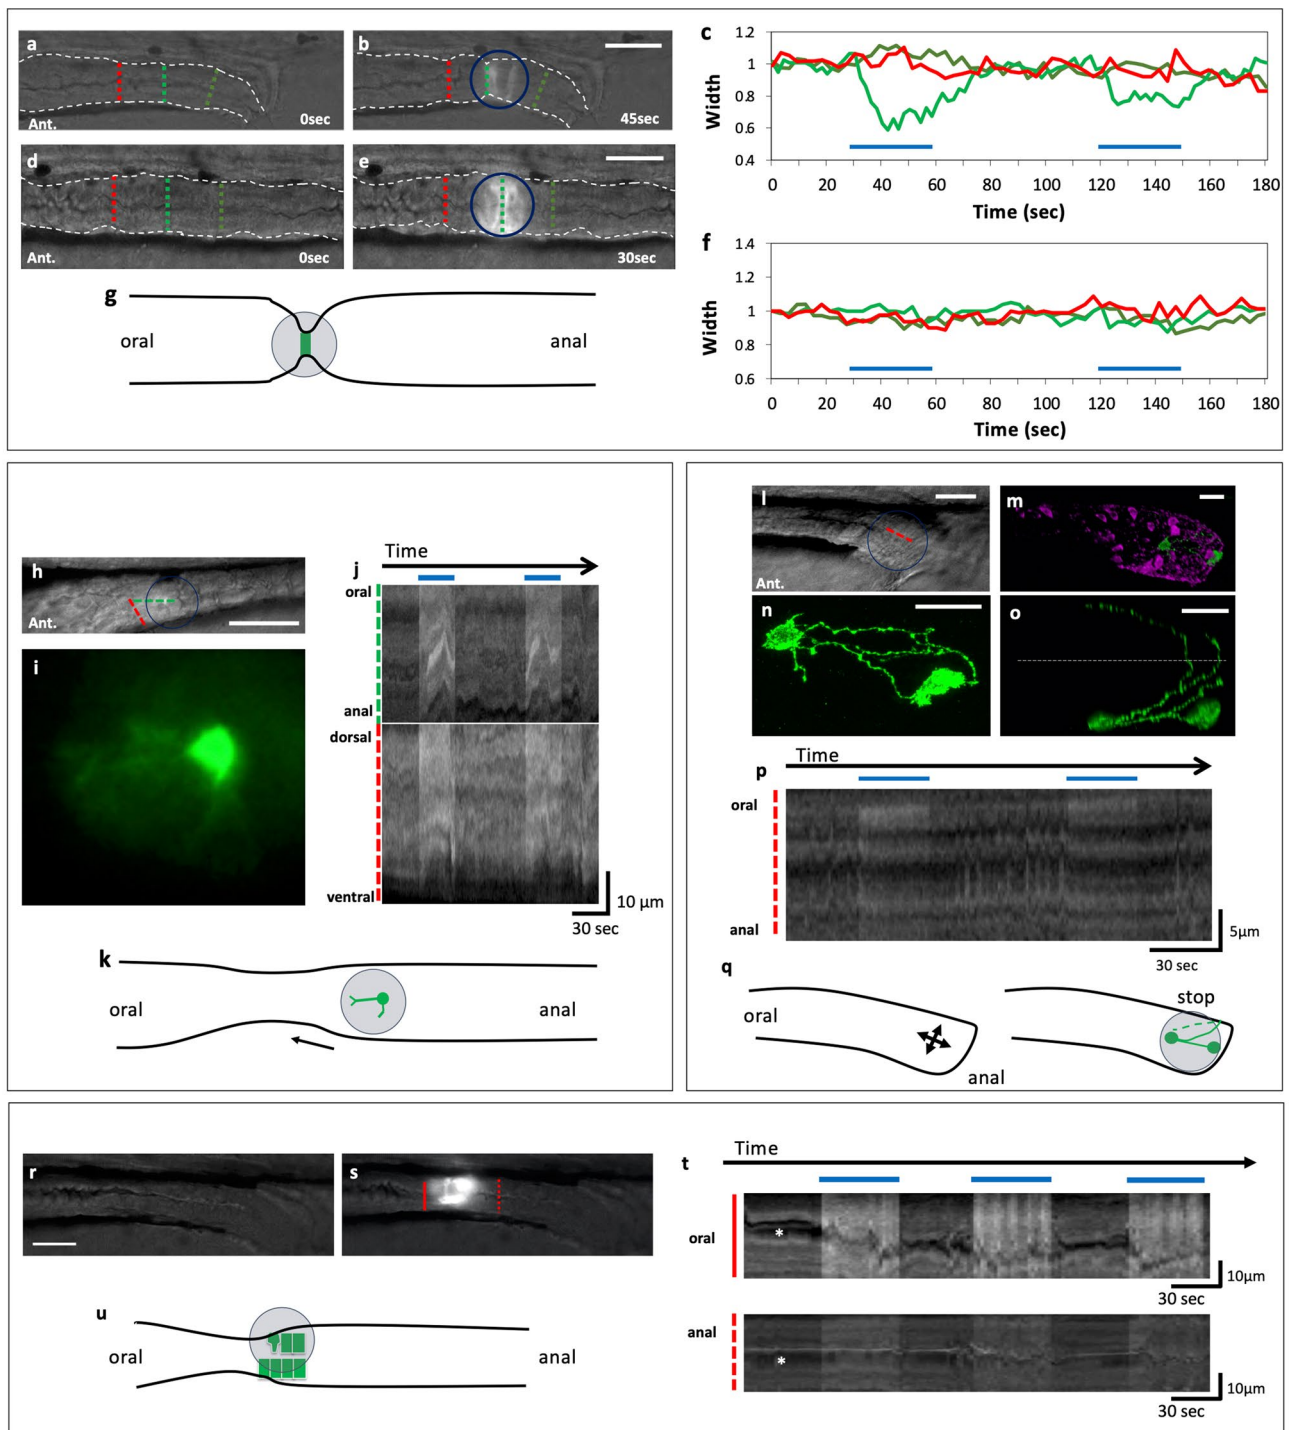 a
Ant.
0sec
b
45sec
c
1.2
1
0.8
0.6
0.4
Width
0 20 40 60 80 100 120 140 160 180
Time (sec)
d
Ant.
0sec
e
30sec
f
1.4
1.2
1
0.8
0.6
Width
0 20 40 60 80 100 120 140 160 180
Time (sec)
g
oral
anal
h
Ant.
i
j
Time
oral
anal
dorsal
ventral
10 μm
30 sec
k
oral
anal
l
Ant.
m
n
o
p
Time
oral
anal
5μm
30 sec
q
oral
anal
stop
r
s
t
Time
oral
*
10μm
30 sec
anal
*
10μm
30 sec
u
oral
anal